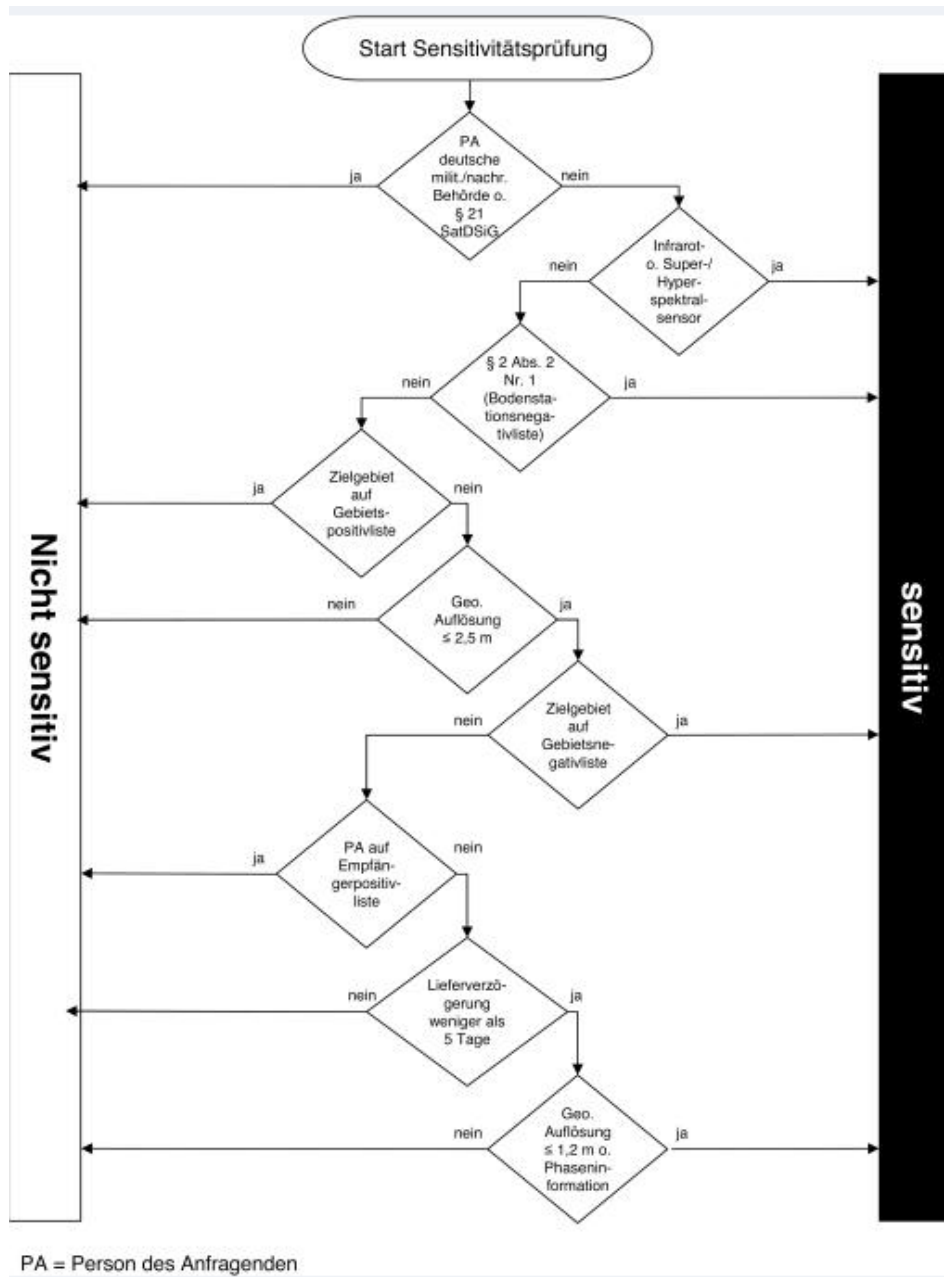 Start Sensitivitätsprüfung
PA
deutsche
milit./nachr.
Behörde o.
§ 21
SatDSiG
ja
nein
Infrarot-
o. Super-/
Hyper-
spektral-
sensor
nein
ja
§ 2 Abs. 2
Nr. 1
(Bodensta-
tionsnega-
tivliste)
nein
ja
Zielgebiet
auf
Gebiets-
positivliste
ja
nein
Geo.
Auflösung
≤ 2,5 m
nein
ja
Zielgebiet
auf
Gebietsne-
gativliste
nein
ja
PA auf
Empfän-
gerpositiv-
liste
ja
nein
Lieferverzö-
gerung
weniger als
5 Tage
nein
ja
Geo.
Auflösung
≤ 1,2 m o.
Phasenin-
formation
nein
ja
Nicht sensitiv
sensitiv
PA = Person des Anfragenden